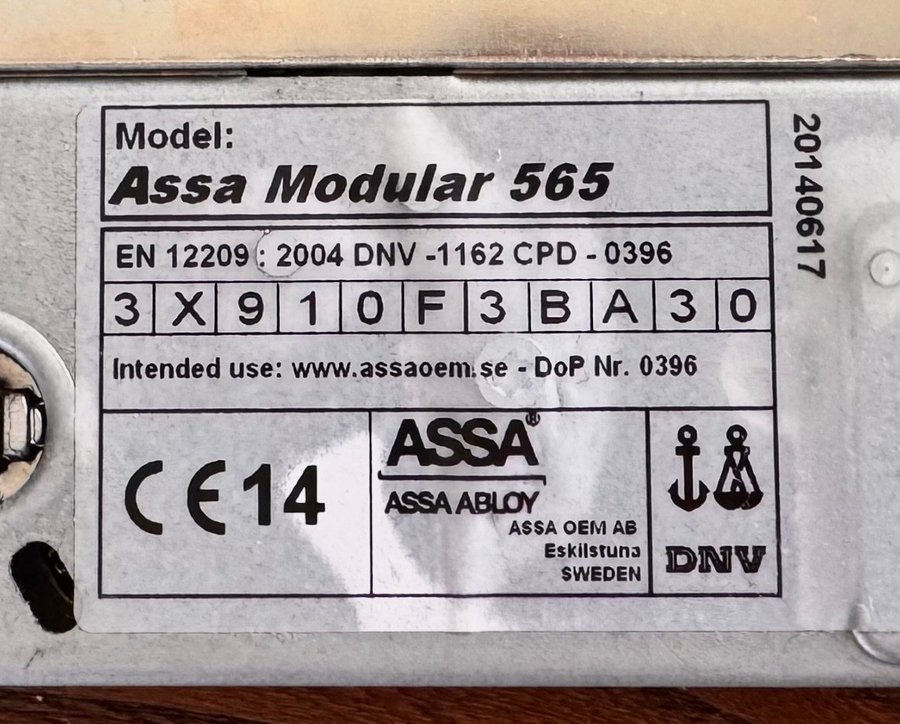 Model:
Assa Modular 565
EN 12209 : 2004 DNV -1162 CPD - 0396
3 X 9 1 0 F 3 B A 3 0
Intended use: www.assaoem.se - DoP Nr. 0396
CE 14
ASSA®
ASSA ABLOY
ASSA OEM AB
Eskilstuna
SWEDEN
DNV
20140617